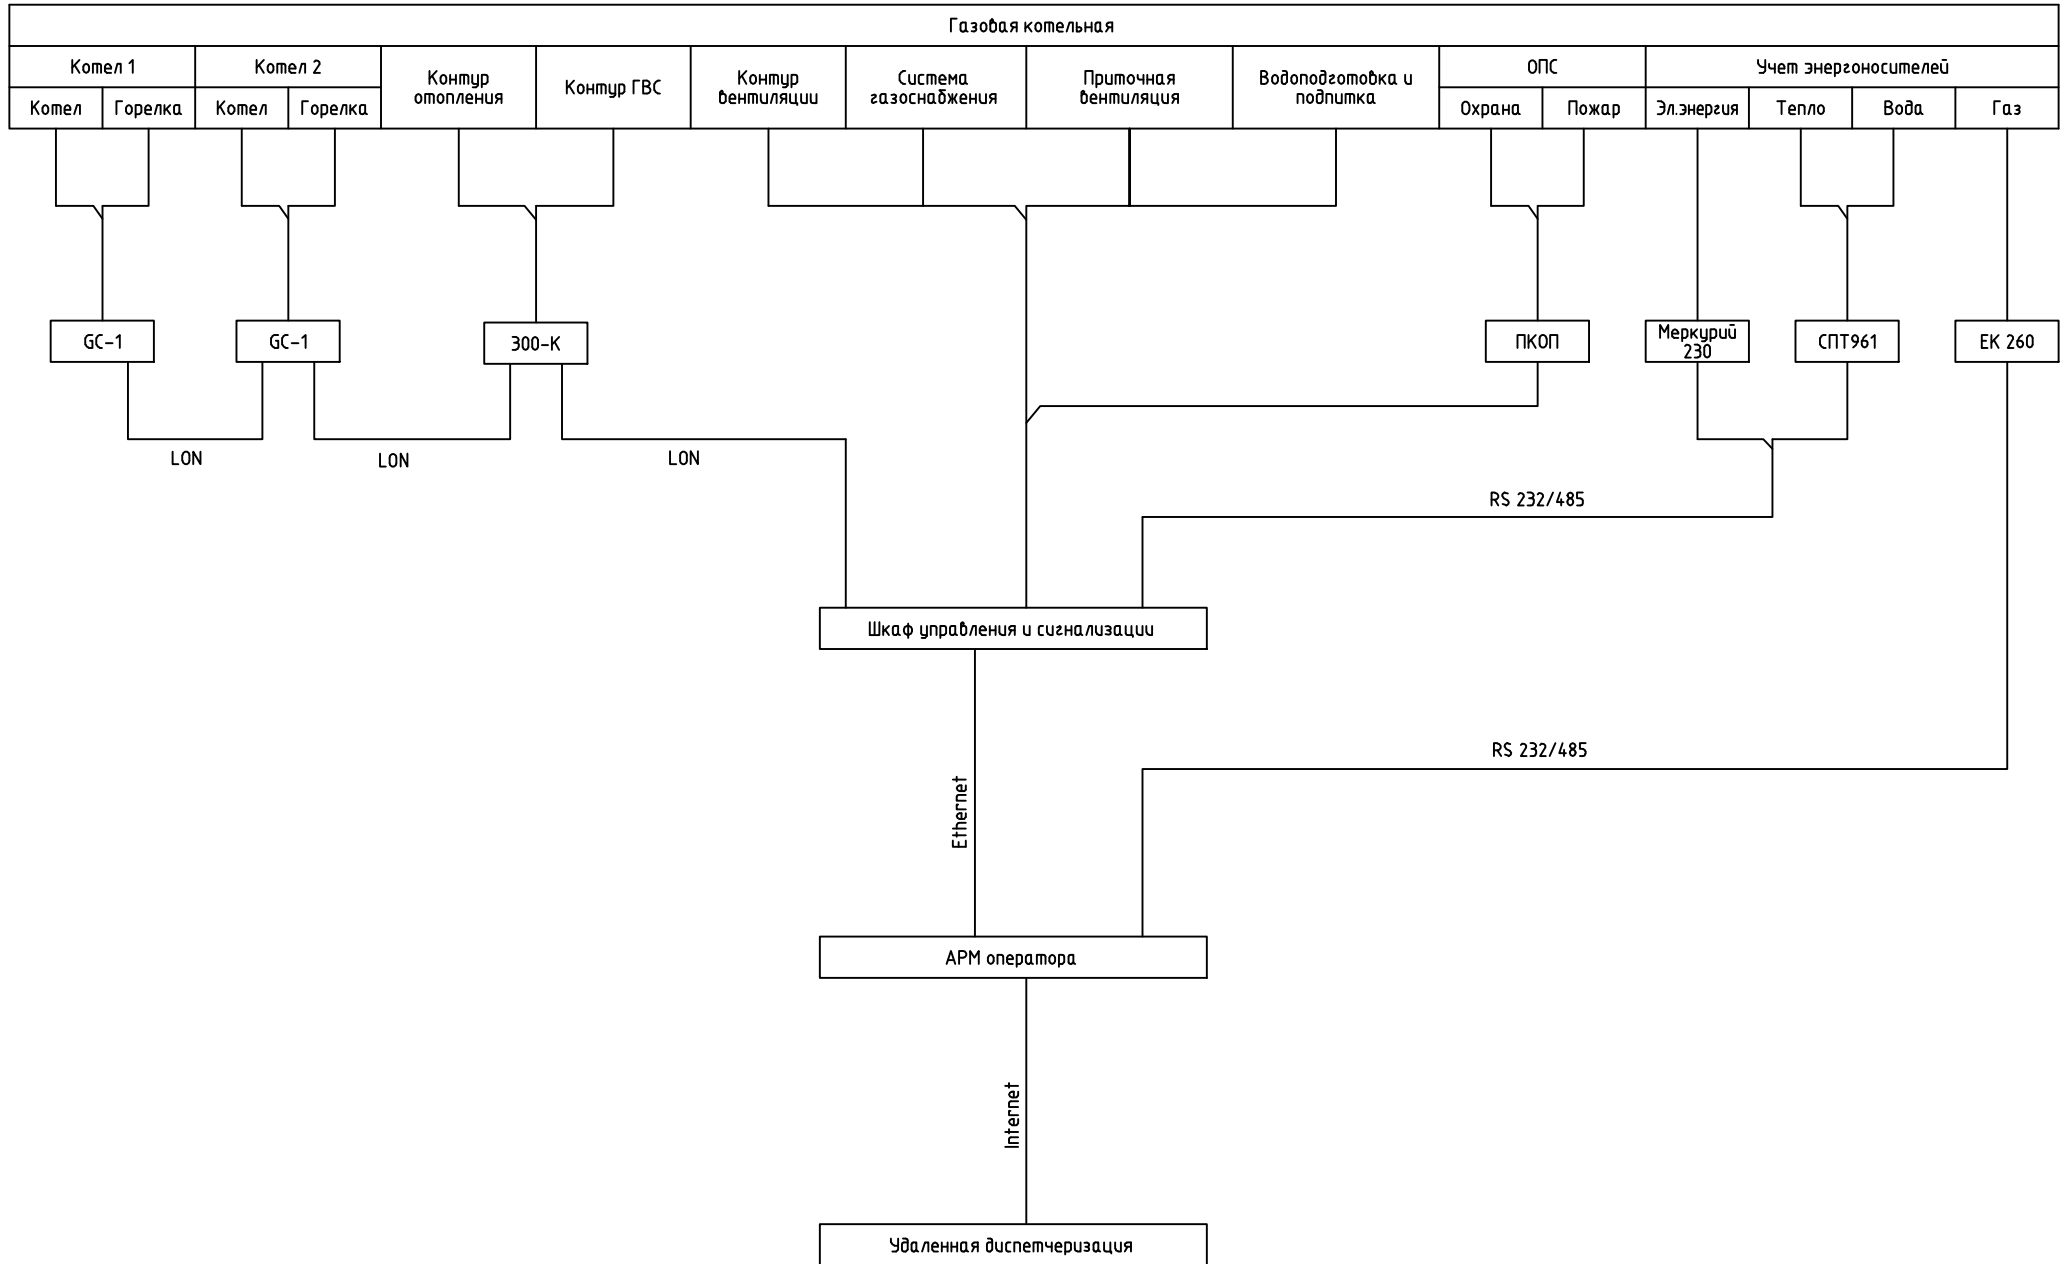 Газовая котельная
Котел 1
Котел 2
Контур
отопления
Контур ГВС
Контур
вентиляции
Система
газоснабжения
Приточная
вентиляция
Водоподготовка и
подпитка
ОПС
Учет энергоносителей
Котел
Горелка
Котел
Горелка
Охрана
Пожар
Эл.энергия
Тепло
Вода
Газ
GC-1
GC-1
300-К
ПКОП
Меркурий
230
СПТ961
ЕК 260
LON
LON
LON
RS 232/485
Шкаф управления и сигнализации
RS 232/485
Ethernet
АРМ оператора
Internet
Удаленная диспетчеризация